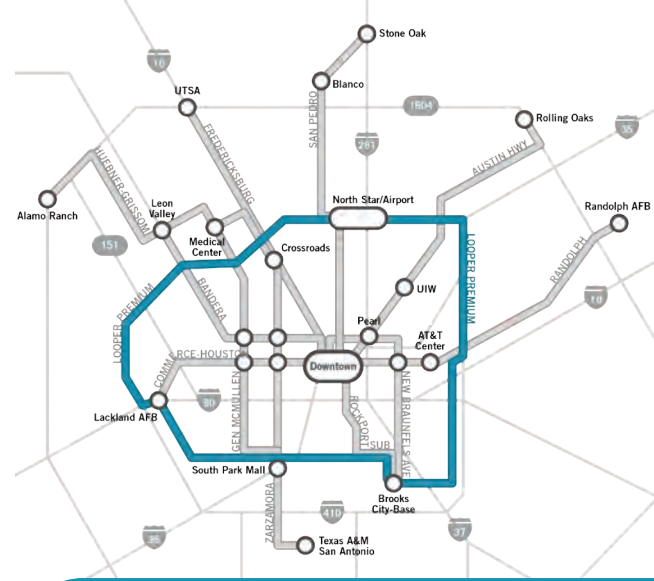 Stone Oak
10
Blanco
UTSA
1604
SAN PEDRO
Rolling Oaks
35
FREDERICKSBURG
281
AUSTIN HWY
HUEBNER-GRISSOM
Leon
Valley
North Star/Airport
Randolph AFB
Alamo Ranch
151
Medical
Center
Crossroads
LOOPER PREMIUM
RANDOLPH
BANDERA
UIW
10
LOOPER PREMIUM
Pearl
AT&T
Center
COMMERCE-HOUSTON
Downtown
90
Lackland AFB
GEN MCMULLEN
ROCKPORT
NEW BRAUNFELS AVE
SUB
South Park Mall
Brooks
City-Base
ZARZAMORA
410
37
35
Texas A&M
San Antonio